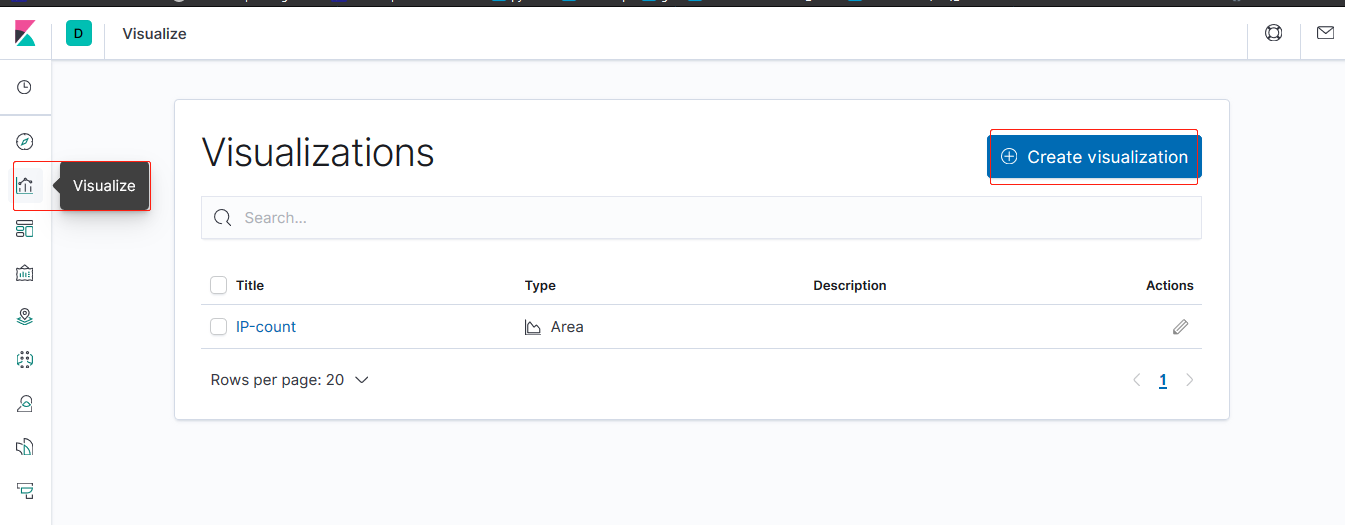 D Visualize
Visualizations
Create visualization
Visualize
Search...
Title Type Description Actions
IP-count Area
Rows per page: 20 1